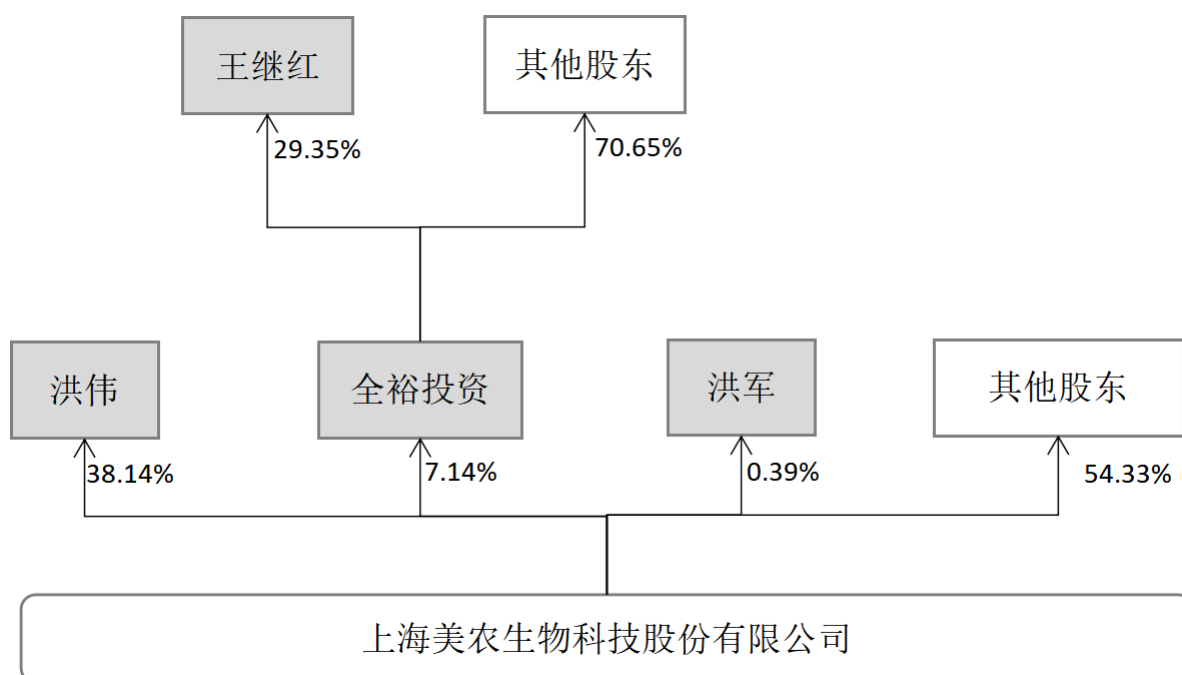 王继红
其他股东
29.35%
70.65%
洪伟
全裕投资
洪军
其他股东
38.14%
7.14%
0.39%
54.33%
上海美农生物科技股份有限公司